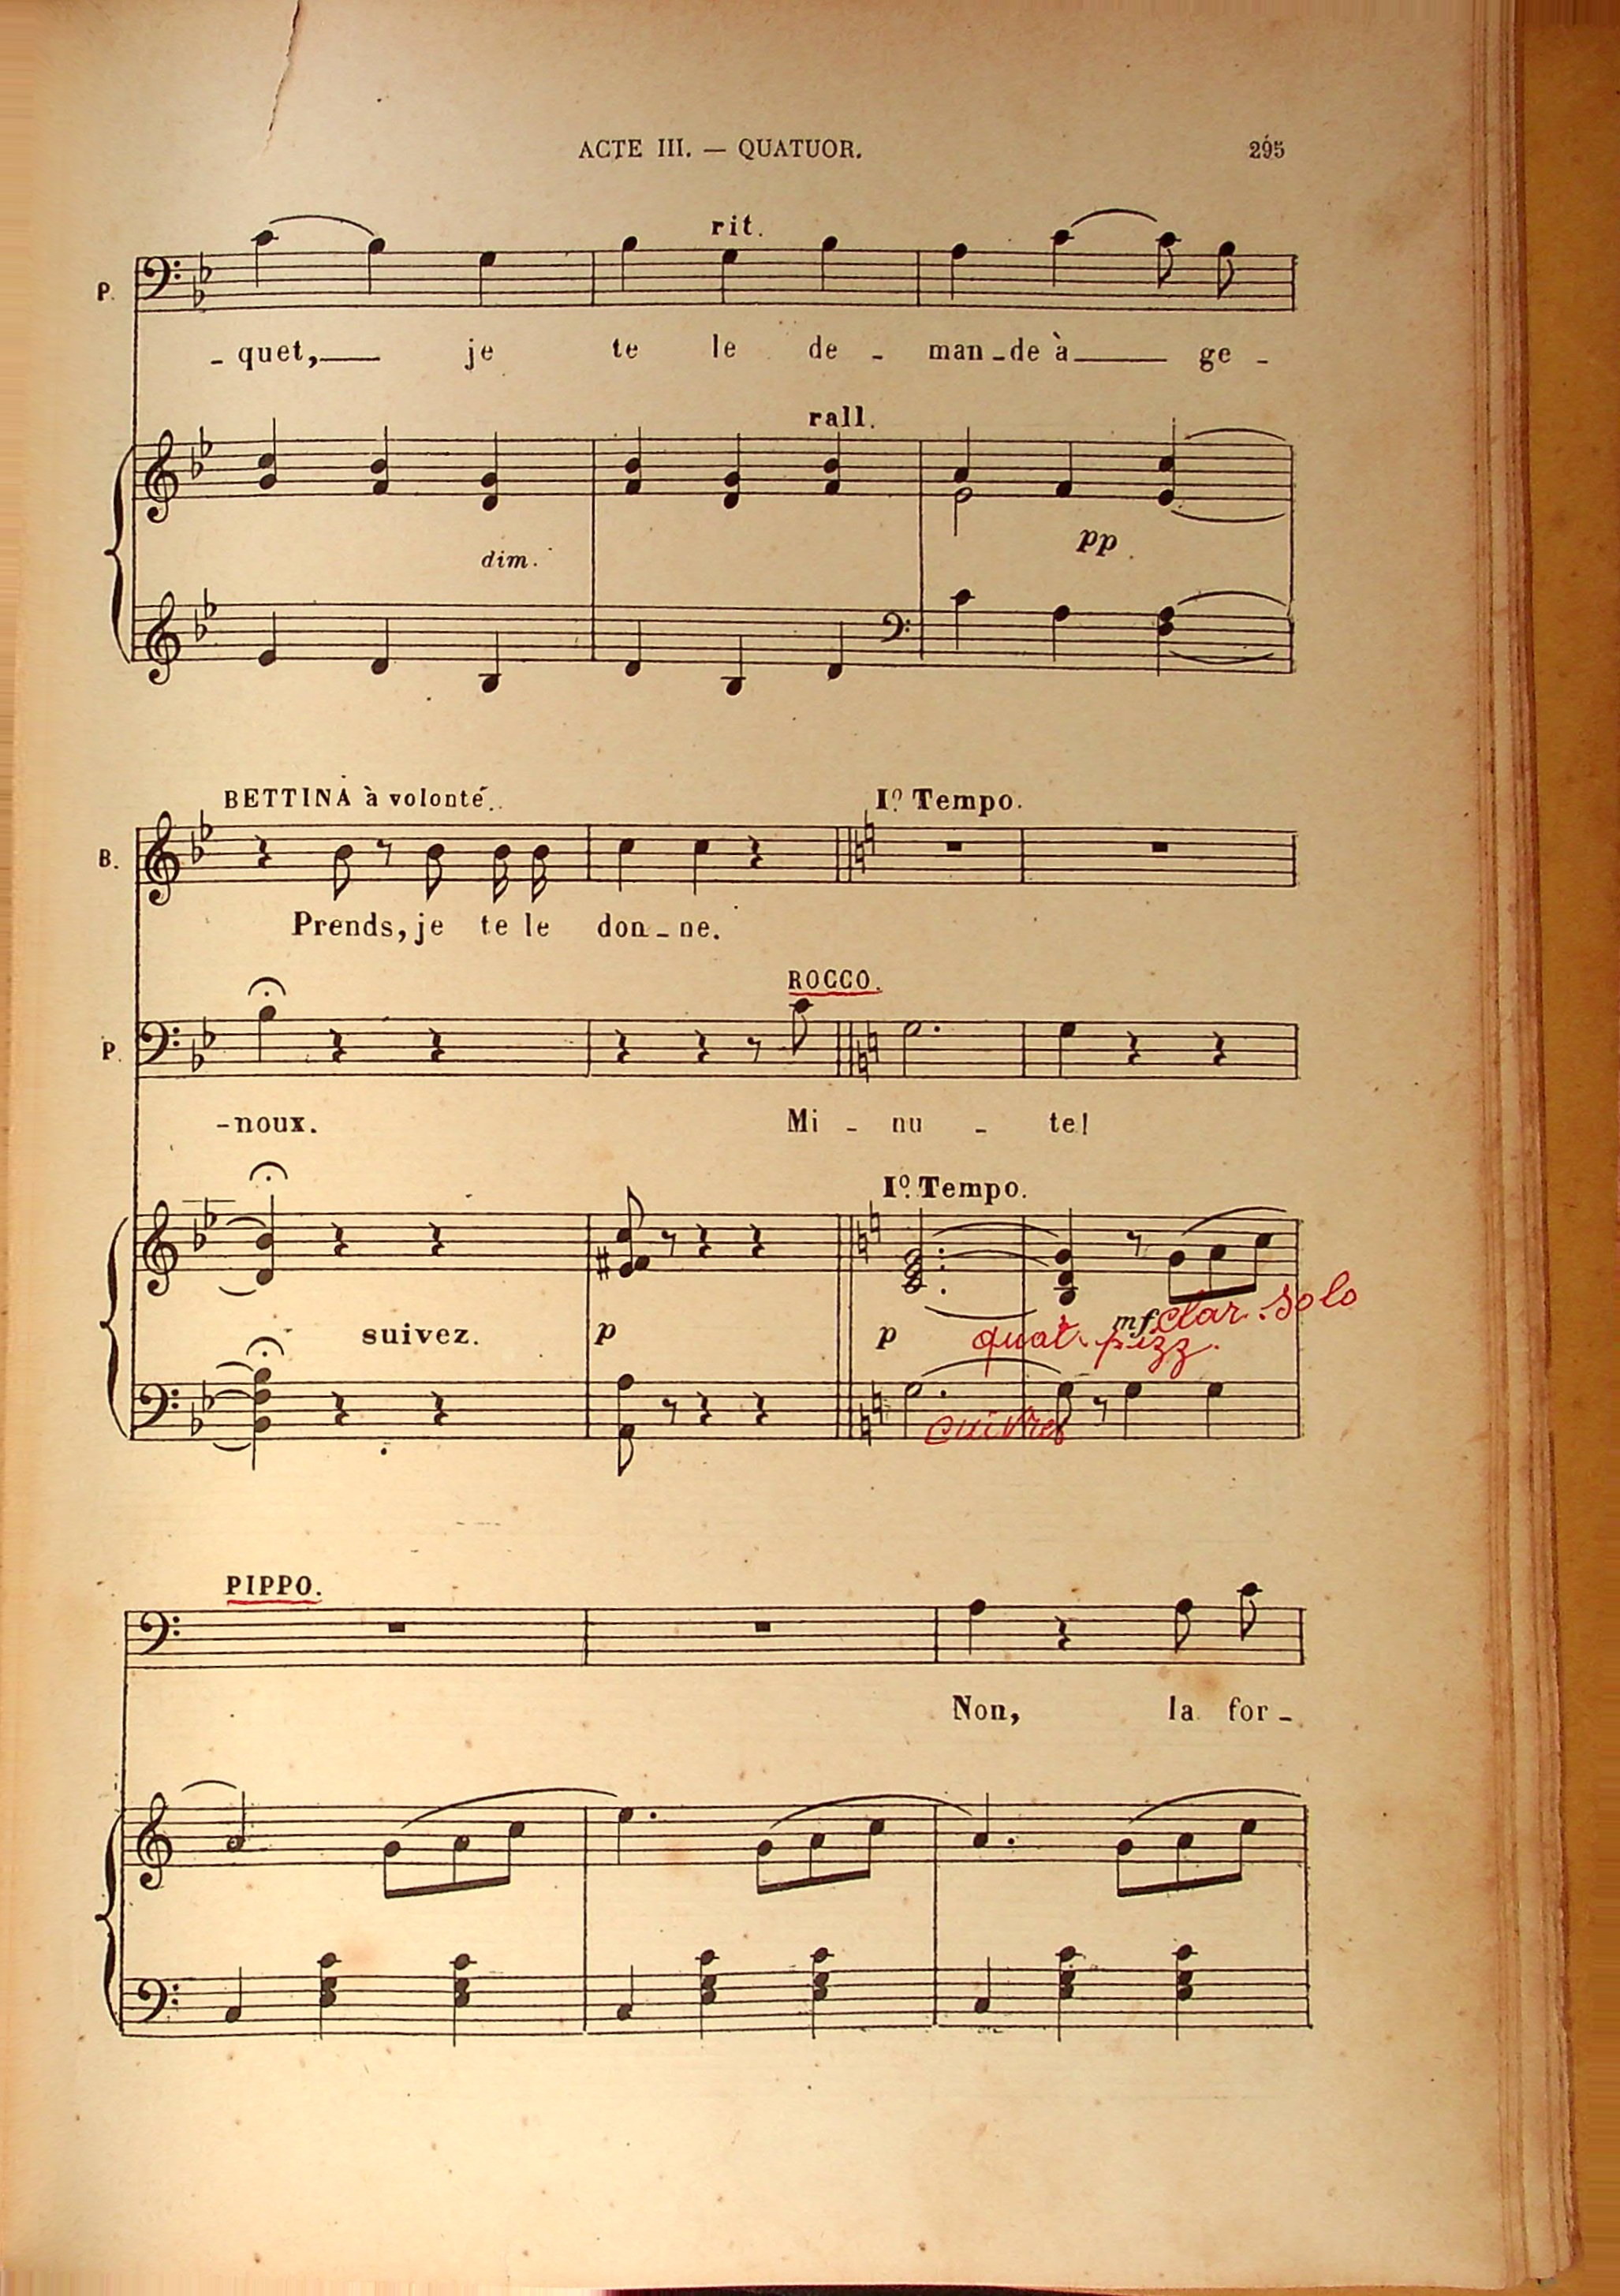 ACTE III. — QUATUOR. 295
rit.
P.
- quet,— je te le de - man-de à— ge -
rall.
dim.
pp
BETTINA à volonté.
Iº Tempo.
B.
Prends, je te le don-ne.
ROCCO.
P.
-noux. Mi - nu - te!
Iº Tempo.
suivez.
p
p
mf clar. solo
quat. pizz.
cuivres
PIPPO.
Non, la for-